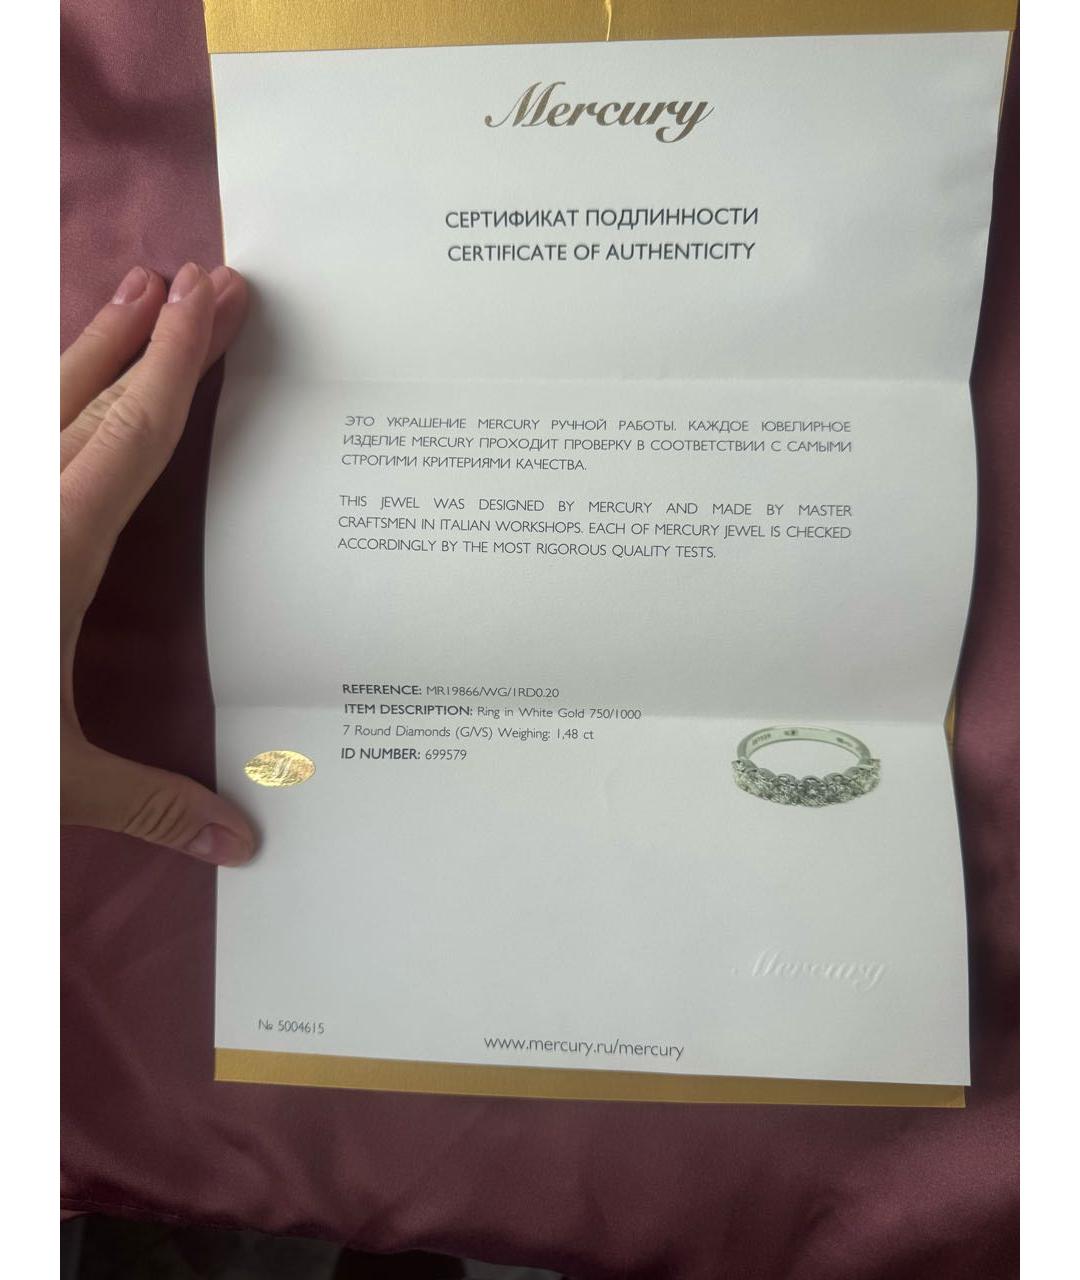 Mercury
СЕРТИФИКАТ ПОДЛИННОСТИ
CERTIFICATE OF AUTHENTICITY
ЭТО УКРАШЕНИЕ MERCURY РУЧНОЙ РАБОТЫ. КАЖДОЕ ЮВЕЛИРНОЕ
ИЗДЕЛИЕ MERCURY ПРОХОДИТ ПРОВЕРКУ В СООТВЕТСТВИИ С САМЫМИ
СТРОГИМИ КРИТЕРИЯМИ КАЧЕСТВА.
THIS JEWEL WAS DESIGNED BY MERCURY AND MADE BY MASTER
CRAFTSMEN IN ITALIAN WORKSHOPS. EACH OF MERCURY JEWEL IS CHECKED
ACCORDINGLY BY THE MOST RIGOROUS QUALITY TESTS.
REFERENCE: MR19866/WG/1RD0.20
ITEM DESCRIPTION: Ring in White Gold 750/1000
7 Round Diamonds (G/VS) Weighing: 1,48 ct
ID NUMBER: 699579
Mercury
№ 5004615
www.mercury.ru/mercury